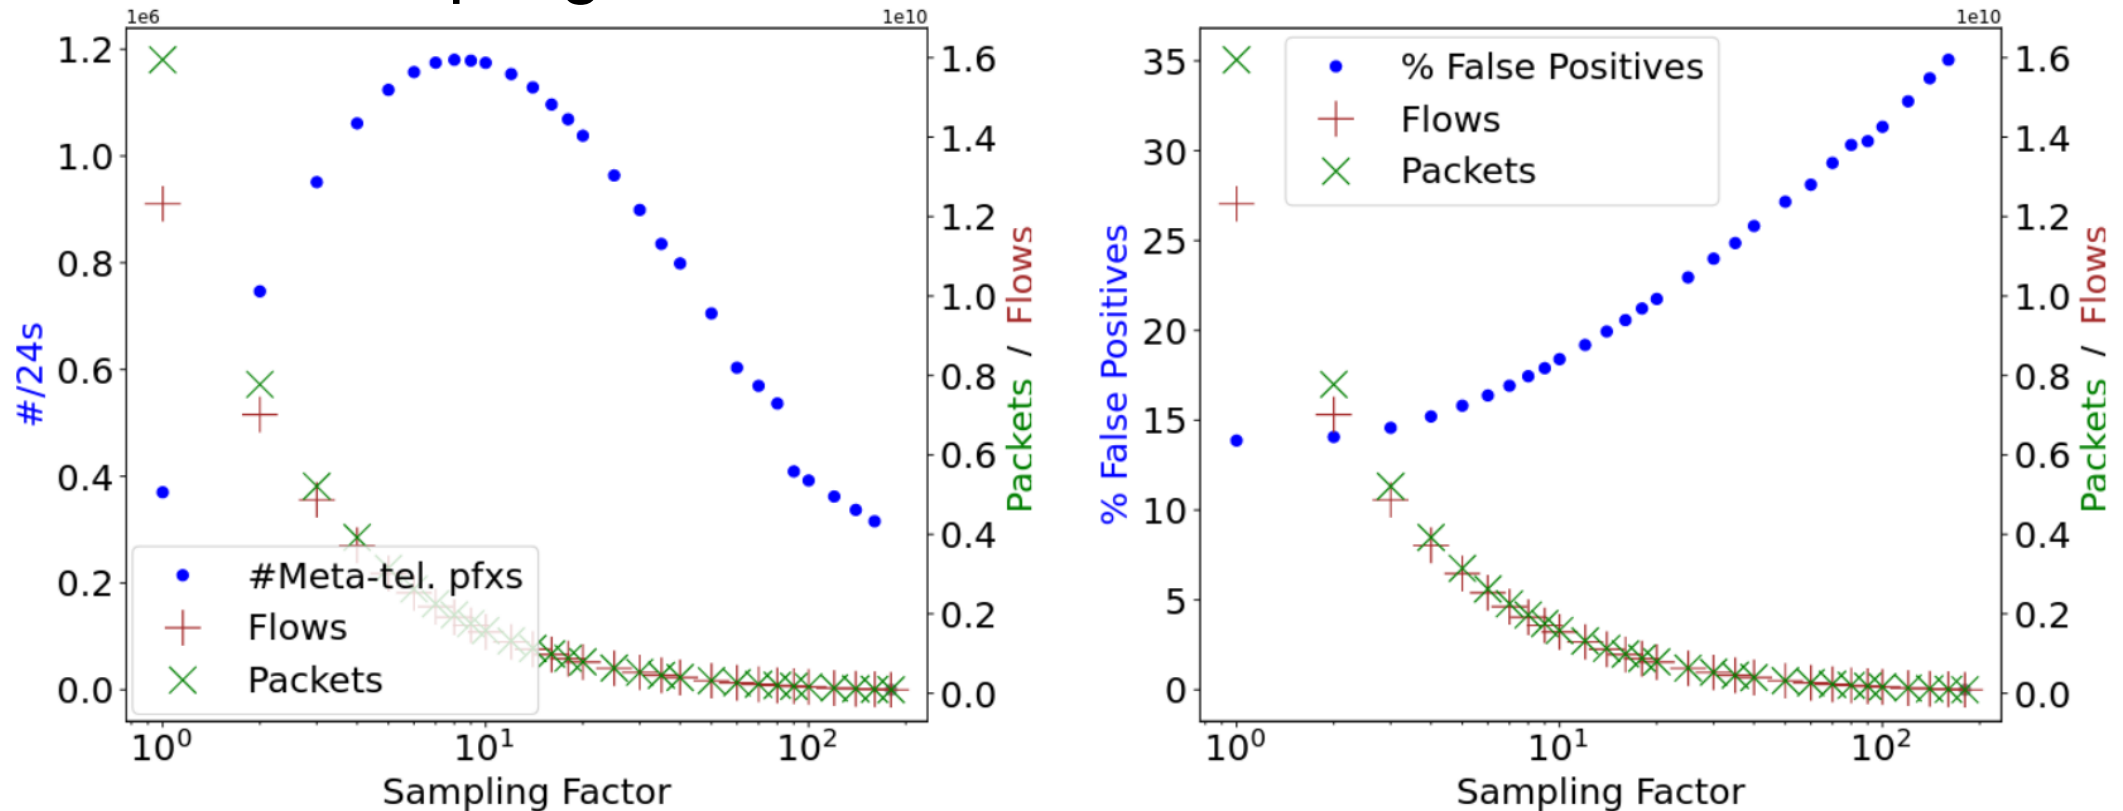 1e6
1e10
1.2
1.0
0.8
0.6
0.4
0.2
0.0
#/24s
1.6
1.4
1.2
1.0
0.8
0.6
0.4
0.2
0.0
Packets / Flows
#Meta-tel. pfxs
Flows
Packets
10⁰
10¹
10²
Sampling Factor
1e10
35
30
25
20
15
10
5
0
% False Positives
1.6
1.4
1.2
1.0
0.8
0.6
0.4
0.2
0.0
Packets / Flows
% False Positives
Flows
Packets
10⁰
10¹
10²
Sampling Factor